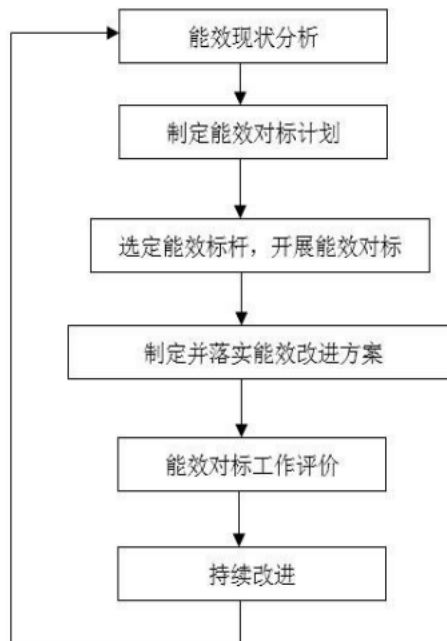 能效现状分析
制定能效对标计划
选定能效标杆，开展能效对标
制定并落实能效改进方案
能效对标工作评价
持续改进